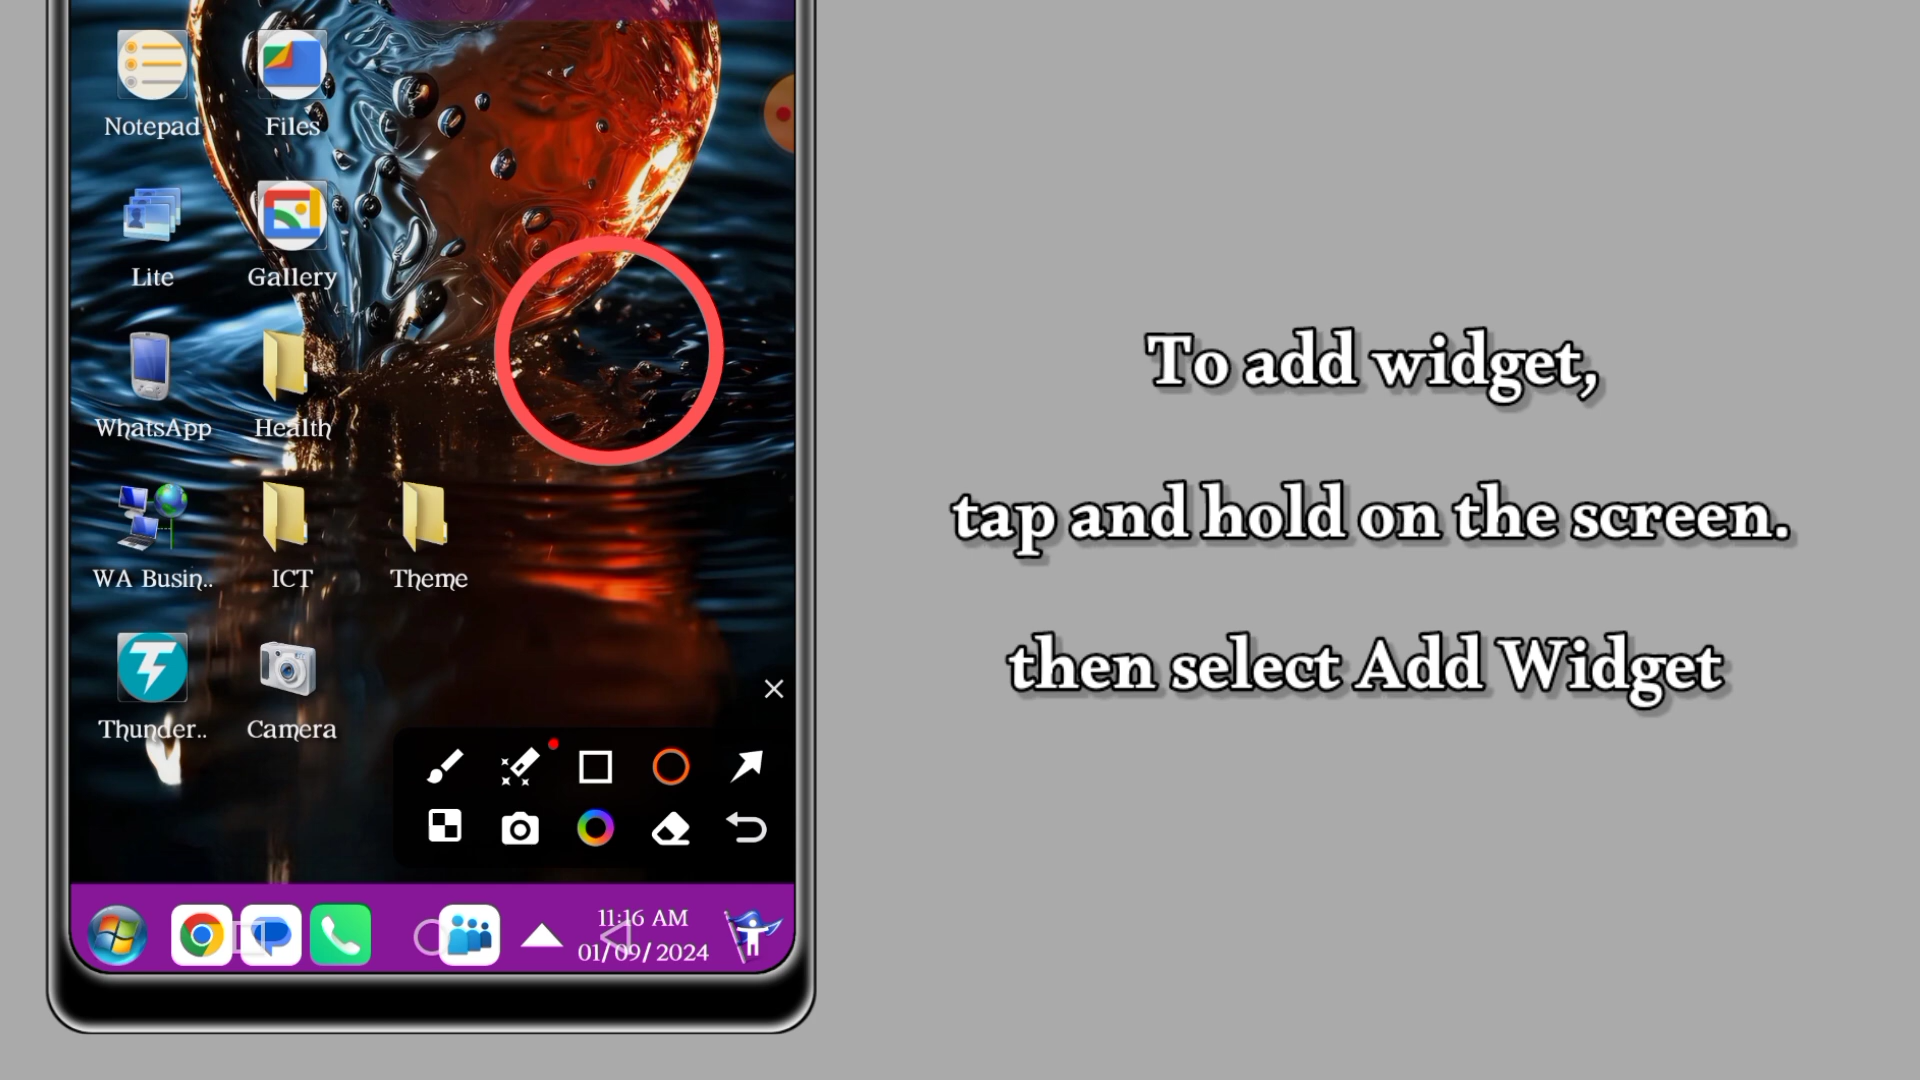 Notepad Files
Lite Gallery
WhatsApp Health
WA Busin.. ICT Theme
Thunder.. Camera
11:16 AM
01/09/2024
To add widget,
tap and hold on the screen.
then select Add Widget